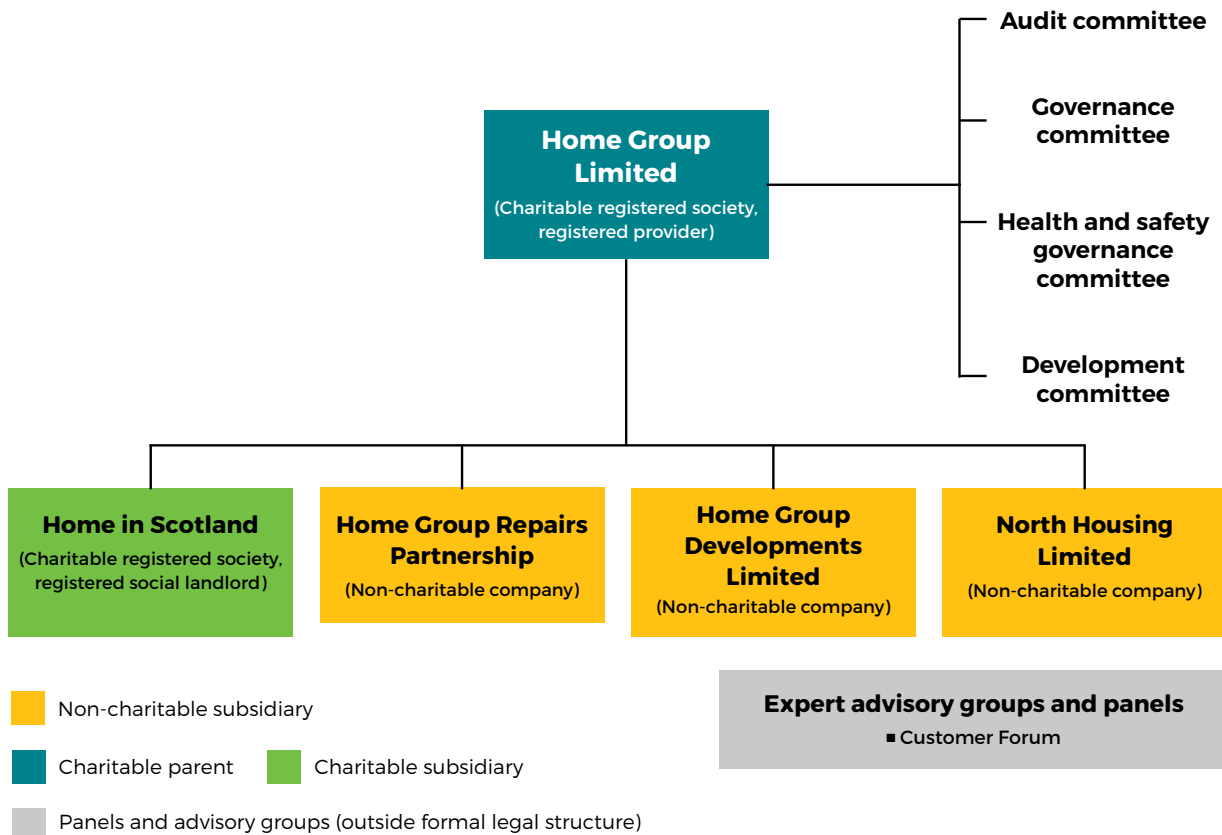 Audit committee
Governance
committee
Health and safety
governance
committee
Development
committee
Home Group
Limited
(Charitable registered society,
registered provider)
Home in Scotland
(Charitable registered society,
registered social landlord)
Home Group Repairs
Partnership
(Non-charitable company)
Home Group
Developments
Limited
(Non-charitable company)
North Housing
Limited
(Non-charitable company)
Non-charitable subsidiary
Charitable parent
Charitable subsidiary
Panels and advisory groups (outside formal legal structure)
Expert advisory groups and panels
▪ Customer Forum